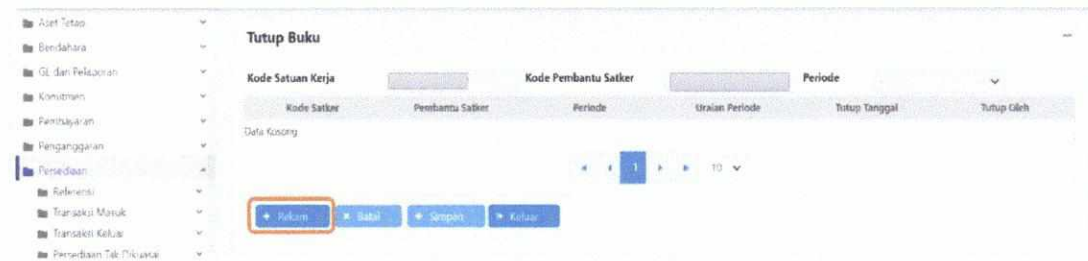 Aset Tetap
Bendahara
GL dan Pelaporan
Komitmen
Pembayaran
Penganggaran
Persediaan
Referensi
Transaksi Masuk
Transaksi Keluar
Persediaan Tak Dikuasai
Tutup Buku
Kode Satuan Kerja Kode Pembantu Satker Periode
Kode Satker Pembantu Satker Periode Uraian Periode Tutup Tanggal Tutup Oleh
Data Kosong
1 10
+ Rekam × Batal + Simpan Keluar